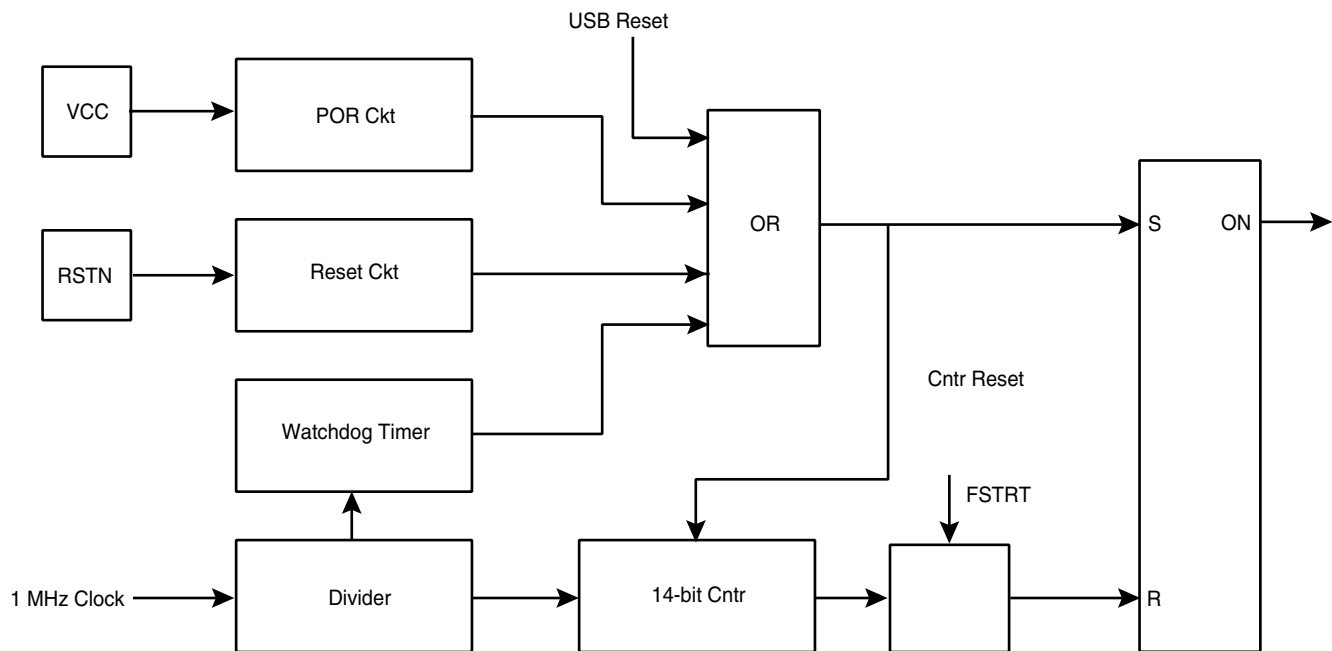 USB Reset
VCC
POR Ckt
OR
S
ON
RSTN
Reset Ckt
Cntr Reset
Watchdog Timer
FSTRT
1 MHz Clock
Divider
14-bit Cntr
R